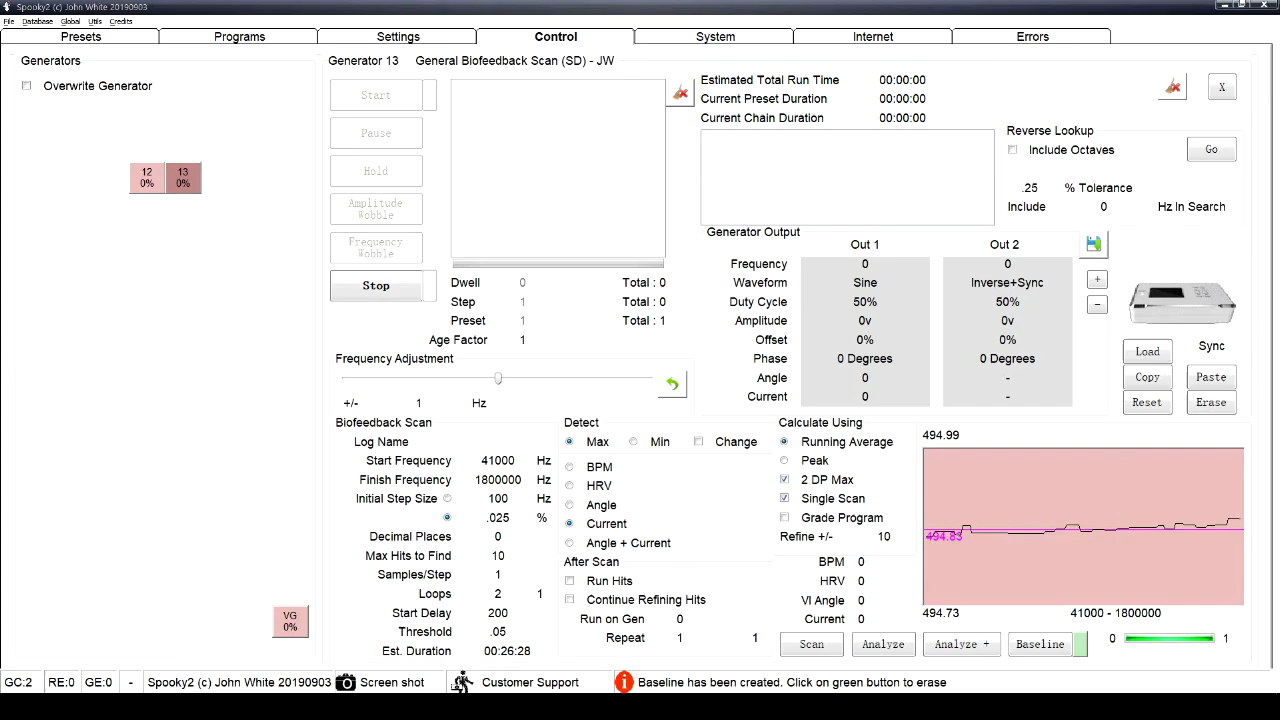 Spooky2 (c) John White 20190903
File Database Global Utils Credits
Presets Programs Settings Control System Internet Errors
Generators
Overwrite Generator
12
0%
13
0%
VG
0%
Generator 13 General Biofeedback Scan (SD) - JW
Start
Pause
Hold
Amplitude
Wobble
Frequency
Wobble
Stop
Dwell 0 Total : 0
Step 1 Total : 0
Preset 1 Total : 1
Age Factor 1
Frequency Adjustment
+/- 1 Hz
Estimated Total Run Time 00:00:00
Current Preset Duration 00:00:00
Current Chain Duration 00:00:00
X
Reverse Lookup
Include Octaves
Go
.25 % Tolerance
Include 0 Hz In Search
Generator Output
Out 1 Out 2
Frequency 0 0
Waveform Sine Inverse+Sync
Duty Cycle 50% 50%
Amplitude 0v 0v
Offset 0% 0%
Phase 0 Degrees 0 Degrees
Angle 0 -
Current 0 -
+
-
Sync
Load
Copy Paste
Reset Erase
Biofeedback Scan
Log Name
Start Frequency 41000 Hz
Finish Frequency 1800000 Hz
Initial Step Size 100 Hz
.025 %
Decimal Places 0
Max Hits to Find 10
Samples/Step 1
Loops 2 1
Start Delay 200
Threshold .05
Est. Duration 00:26:28
Detect
Max Min Change
BPM
HRV
Angle
Current
Angle + Current
After Scan
Run Hits
Continue Refining Hits
Run on Gen 0
Repeat 1 1
Calculate Using
Running Average
Peak
2 DP Max
Single Scan
Grade Program
Refine +/- 10
BPM 0
HRV 0
VI Angle 0
Current 0
494.99
494.83
494.73 41000 - 1800000
Scan Analyze Analyze + Baseline 0 1
GC:2 RE:0 GE:0 - Spooky2 (c) John White 20190903 Screen shot Customer Support Baseline has been created. Click on green button to erase